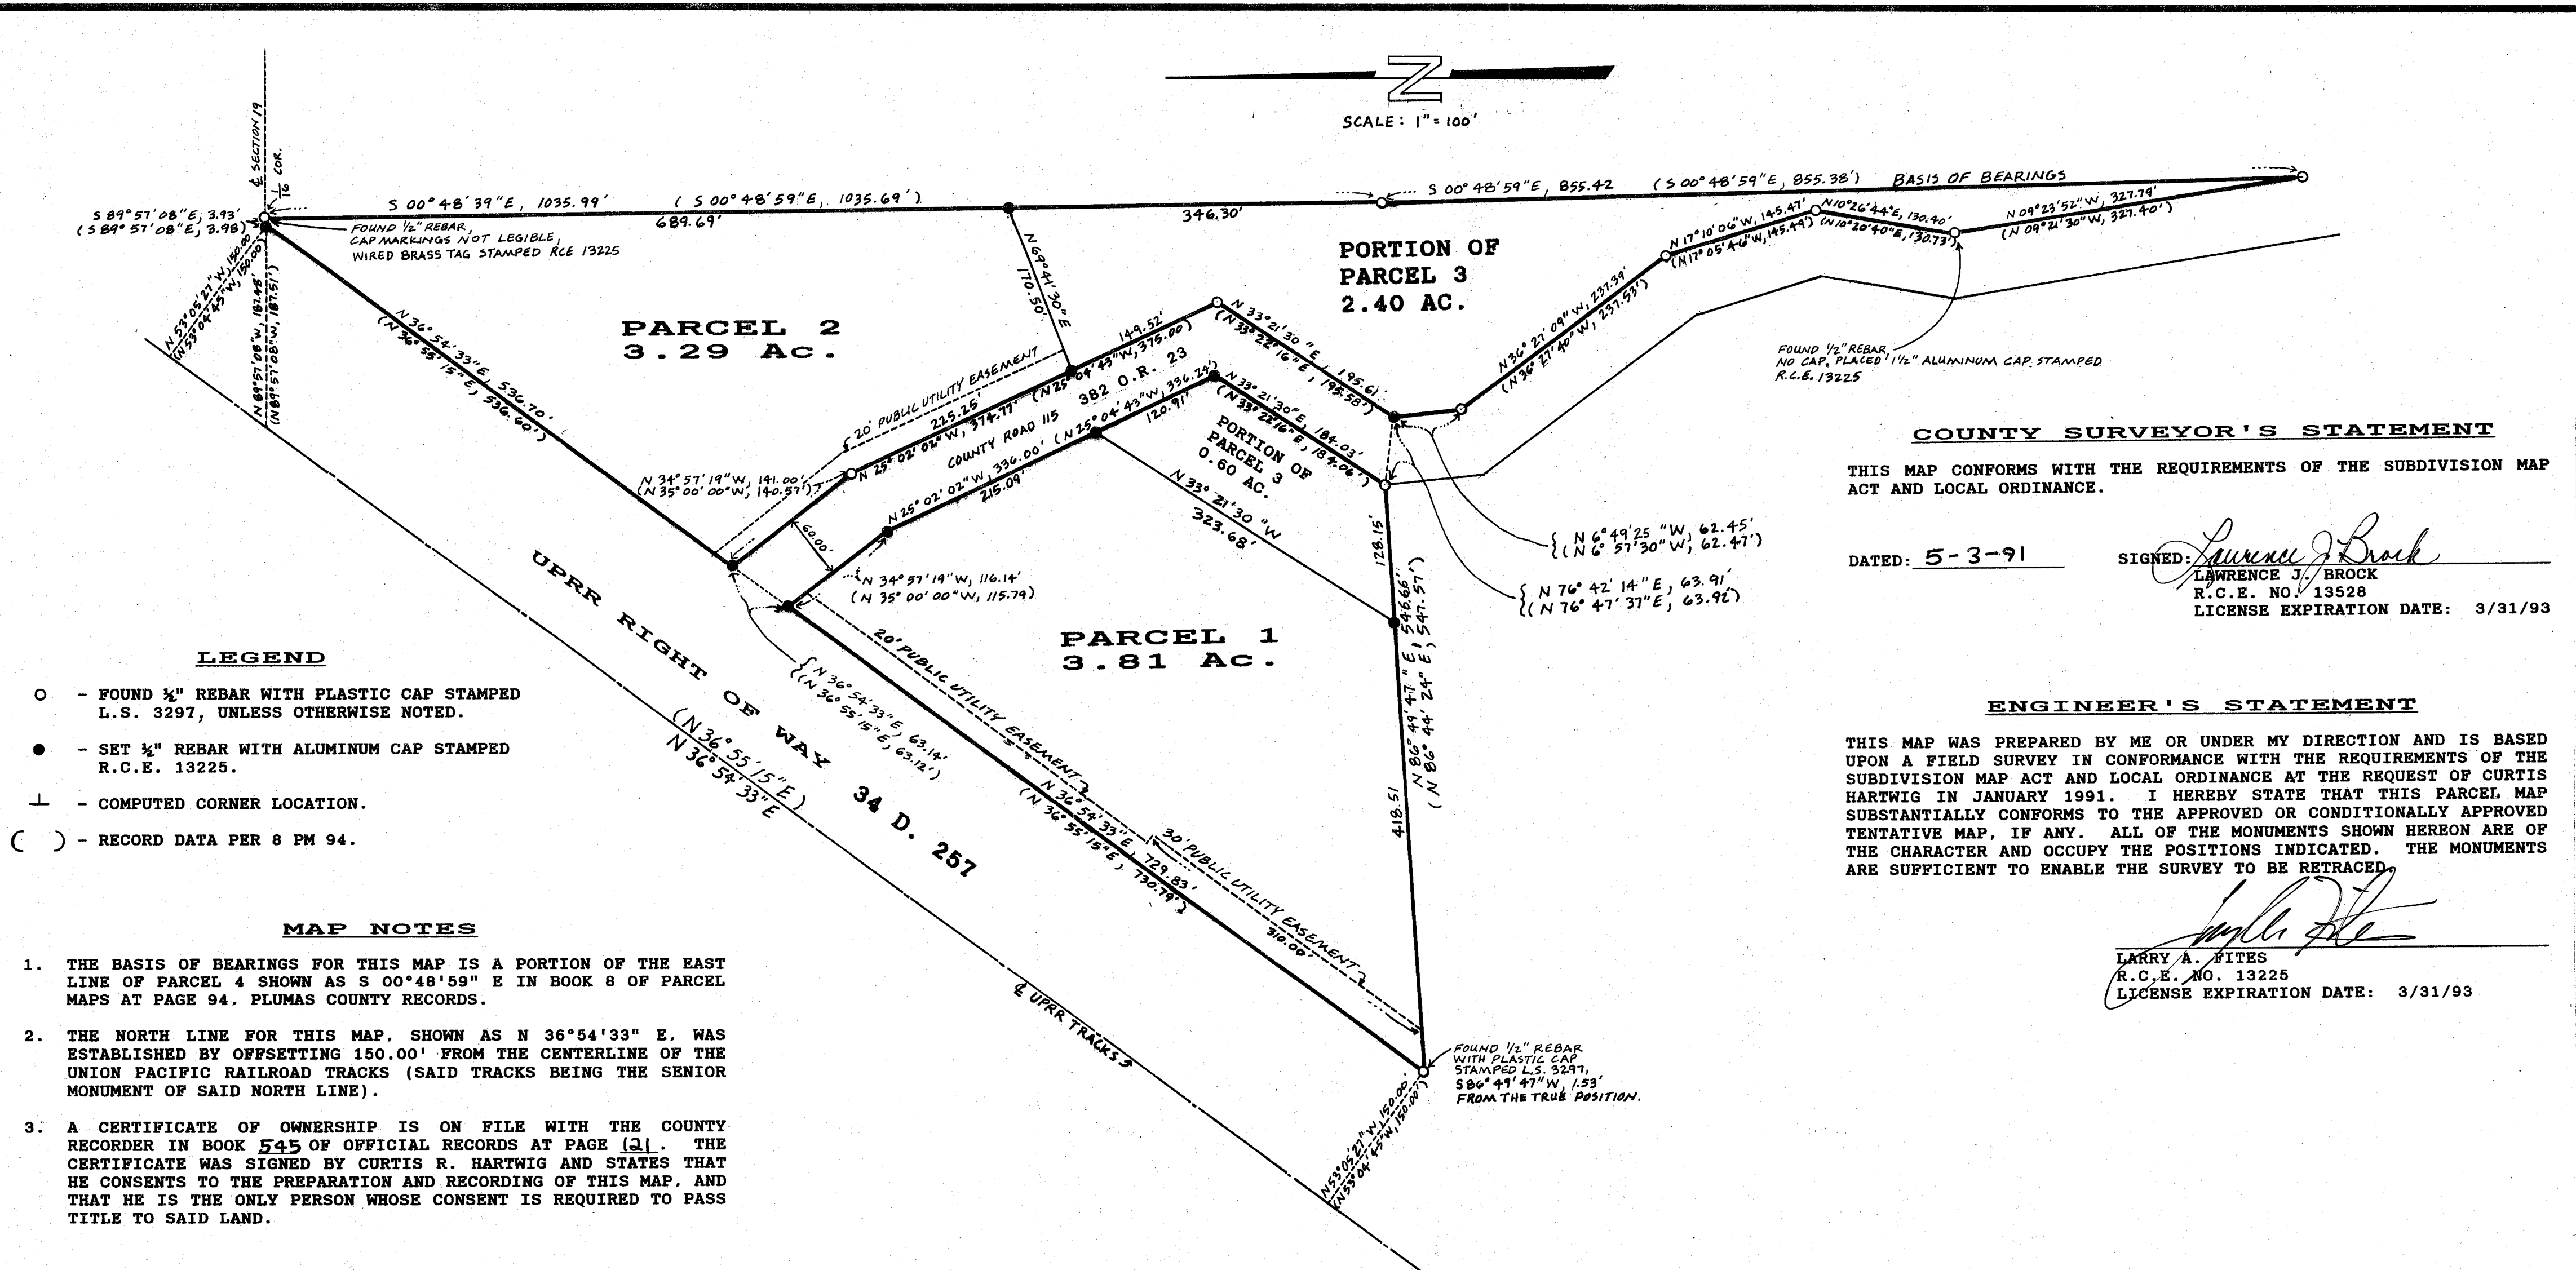 N
SCALE: 1" = 100'
℄ SECTION 19
1/16 COR.
S 89° 57' 08" E, 3.93'
(S 89° 57' 08" E, 3.98)
S 00° 48' 39" E, 1035.99' ( S 00° 48' 59" E, 1035.69' )
689.69'
346.30'
S 00° 48' 59" E, 855.42 (S 00° 48' 59" E, 855.38') BASIS OF BEARINGS
FOUND 1/2" REBAR,
CAP MARKINGS NOT LEGIBLE,
WIRED BRASS TAG STAMPED RCE 13225
N 53° 05' 27" W, 150.00
(N 53° 04' 45" W, 150.00)
N 89° 57' 08" W, 187.48'
(N 89° 57' 08" W, 187.51')
N 36° 54' 33" E, 536.70'
(N 36° 55' 15" E, 536.60')
PARCEL 2
3.29 Ac.
N 69° 41' 30" E
170.50'
PORTION OF
PARCEL 3
2.40 AC.
N 17° 10' 06" W, 145.47'
(N 17° 05' 46" W, 145.49')
N 10° 26' 44" E, 130.40'
(N 10° 20' 40" E, 130.73')
N 09° 23' 52" W, 327.79'
(N 09° 21' 30" W, 327.40')
N 36° 27' 09" W, 237.39'
(N 36° 27' 40" W, 237.53')
FOUND 1/2" REBAR,
NO CAP, PLACED 1 1/2" ALUMINUM CAP STAMPED
R.C.E. 13225
20' PUBLIC UTILITY EASEMENT
149.52'
225.25'
N 25° 02' 02" W, 374.77' (N 25° 04' 43" W, 375.00')
COUNTY ROAD 115 382 O.R. 23
N 25° 02' 02" W, 336.00' (N 25° 04' 43" W, 336.24')
215.09'
120.91'
N 33° 21' 30" E, 195.61'
(N 33° 22' 16" E, 195.58')
N 33° 21' 30" E, 184.03'
(N 33° 22' 16" E, 184.06')
PORTION OF
PARCEL 3
0.60 AC.
N 33° 21' 30" W
323.68'
N 34° 57' 19" W, 141.00'
(N 35° 00' 00" W, 140.57')
60.00'
N 34° 57' 19" W, 116.14'
(N 35° 00' 00" W, 115.79)
N 6° 49' 25" W, 62.45'
(N 6° 57' 30" W, 62.47')
N 76° 42' 14" E, 63.91'
(N 76° 47' 37" E, 63.92')
128.15'
418.51
N 86° 49' 47" E, 546.66'
(N 86° 44' 24" E, 547.57')
PARCEL 1
3.81 Ac.
UPRR RIGHT OF WAY 34 D. 257
(N 36° 55' 15" E)
N 36° 54' 33" E
N 36° 54' 33" E, 63.14'
(N 36° 55' 15" E, 63.12')
20' PUBLIC UTILITY EASEMENT
N 36° 54' 33" E, 729.83'
(N 36° 55' 15" E, 730.79')
30' PUBLIC UTILITY EASEMENT
310.00'
℄ UPRR TRACKS
FOUND 1/2" REBAR
WITH PLASTIC CAP
STAMPED L.S. 3297,
S 86° 49' 47" W, 1.53'
FROM THE TRUE POSITION.
N 53° 05' 27" W, 150.00'
(N 53° 04' 45" W, 150.00')
LEGEND
○ - FOUND ½" REBAR WITH PLASTIC CAP STAMPED
L.S. 3297, UNLESS OTHERWISE NOTED.
● - SET ½" REBAR WITH ALUMINUM CAP STAMPED
R.C.E. 13225.
⊥ - COMPUTED CORNER LOCATION.
( ) - RECORD DATA PER 8 PM 94.
MAP NOTES
1. THE BASIS OF BEARINGS FOR THIS MAP IS A PORTION OF THE EAST
LINE OF PARCEL 4 SHOWN AS S 00°48'59" E IN BOOK 8 OF PARCEL
MAPS AT PAGE 94, PLUMAS COUNTY RECORDS.
2. THE NORTH LINE FOR THIS MAP, SHOWN AS N 36°54'33" E, WAS
ESTABLISHED BY OFFSETTING 150.00' FROM THE CENTERLINE OF THE
UNION PACIFIC RAILROAD TRACKS (SAID TRACKS BEING THE SENIOR
MONUMENT OF SAID NORTH LINE).
3. A CERTIFICATE OF OWNERSHIP IS ON FILE WITH THE COUNTY
RECORDER IN BOOK 545 OF OFFICIAL RECORDS AT PAGE 121. THE
CERTIFICATE WAS SIGNED BY CURTIS R. HARTWIG AND STATES THAT
HE CONSENTS TO THE PREPARATION AND RECORDING OF THIS MAP, AND
THAT HE IS THE ONLY PERSON WHOSE CONSENT IS REQUIRED TO PASS
TITLE TO SAID LAND.
COUNTY SURVEYOR'S STATEMENT
THIS MAP CONFORMS WITH THE REQUIREMENTS OF THE SUBDIVISION MAP
ACT AND LOCAL ORDINANCE.
DATED: 5-3-91 SIGNED: Lawrence J Brock
LAWRENCE J. BROCK
R.C.E. NO. 13528
LICENSE EXPIRATION DATE: 3/31/93
ENGINEER'S STATEMENT
THIS MAP WAS PREPARED BY ME OR UNDER MY DIRECTION AND IS BASED
UPON A FIELD SURVEY IN CONFORMANCE WITH THE REQUIREMENTS OF THE
SUBDIVISION MAP ACT AND LOCAL ORDINANCE AT THE REQUEST OF CURTIS
HARTWIG IN JANUARY 1991. I HEREBY STATE THAT THIS PARCEL MAP
SUBSTANTIALLY CONFORMS TO THE APPROVED OR CONDITIONALLY APPROVED
TENTATIVE MAP, IF ANY. ALL OF THE MONUMENTS SHOWN HEREON ARE OF
THE CHARACTER AND OCCUPY THE POSITIONS INDICATED. THE MONUMENTS
ARE SUFFICIENT TO ENABLE THE SURVEY TO BE RETRACED.
LARRY A. FITES
R.C.E. NO. 13225
LICENSE EXPIRATION DATE: 3/31/93